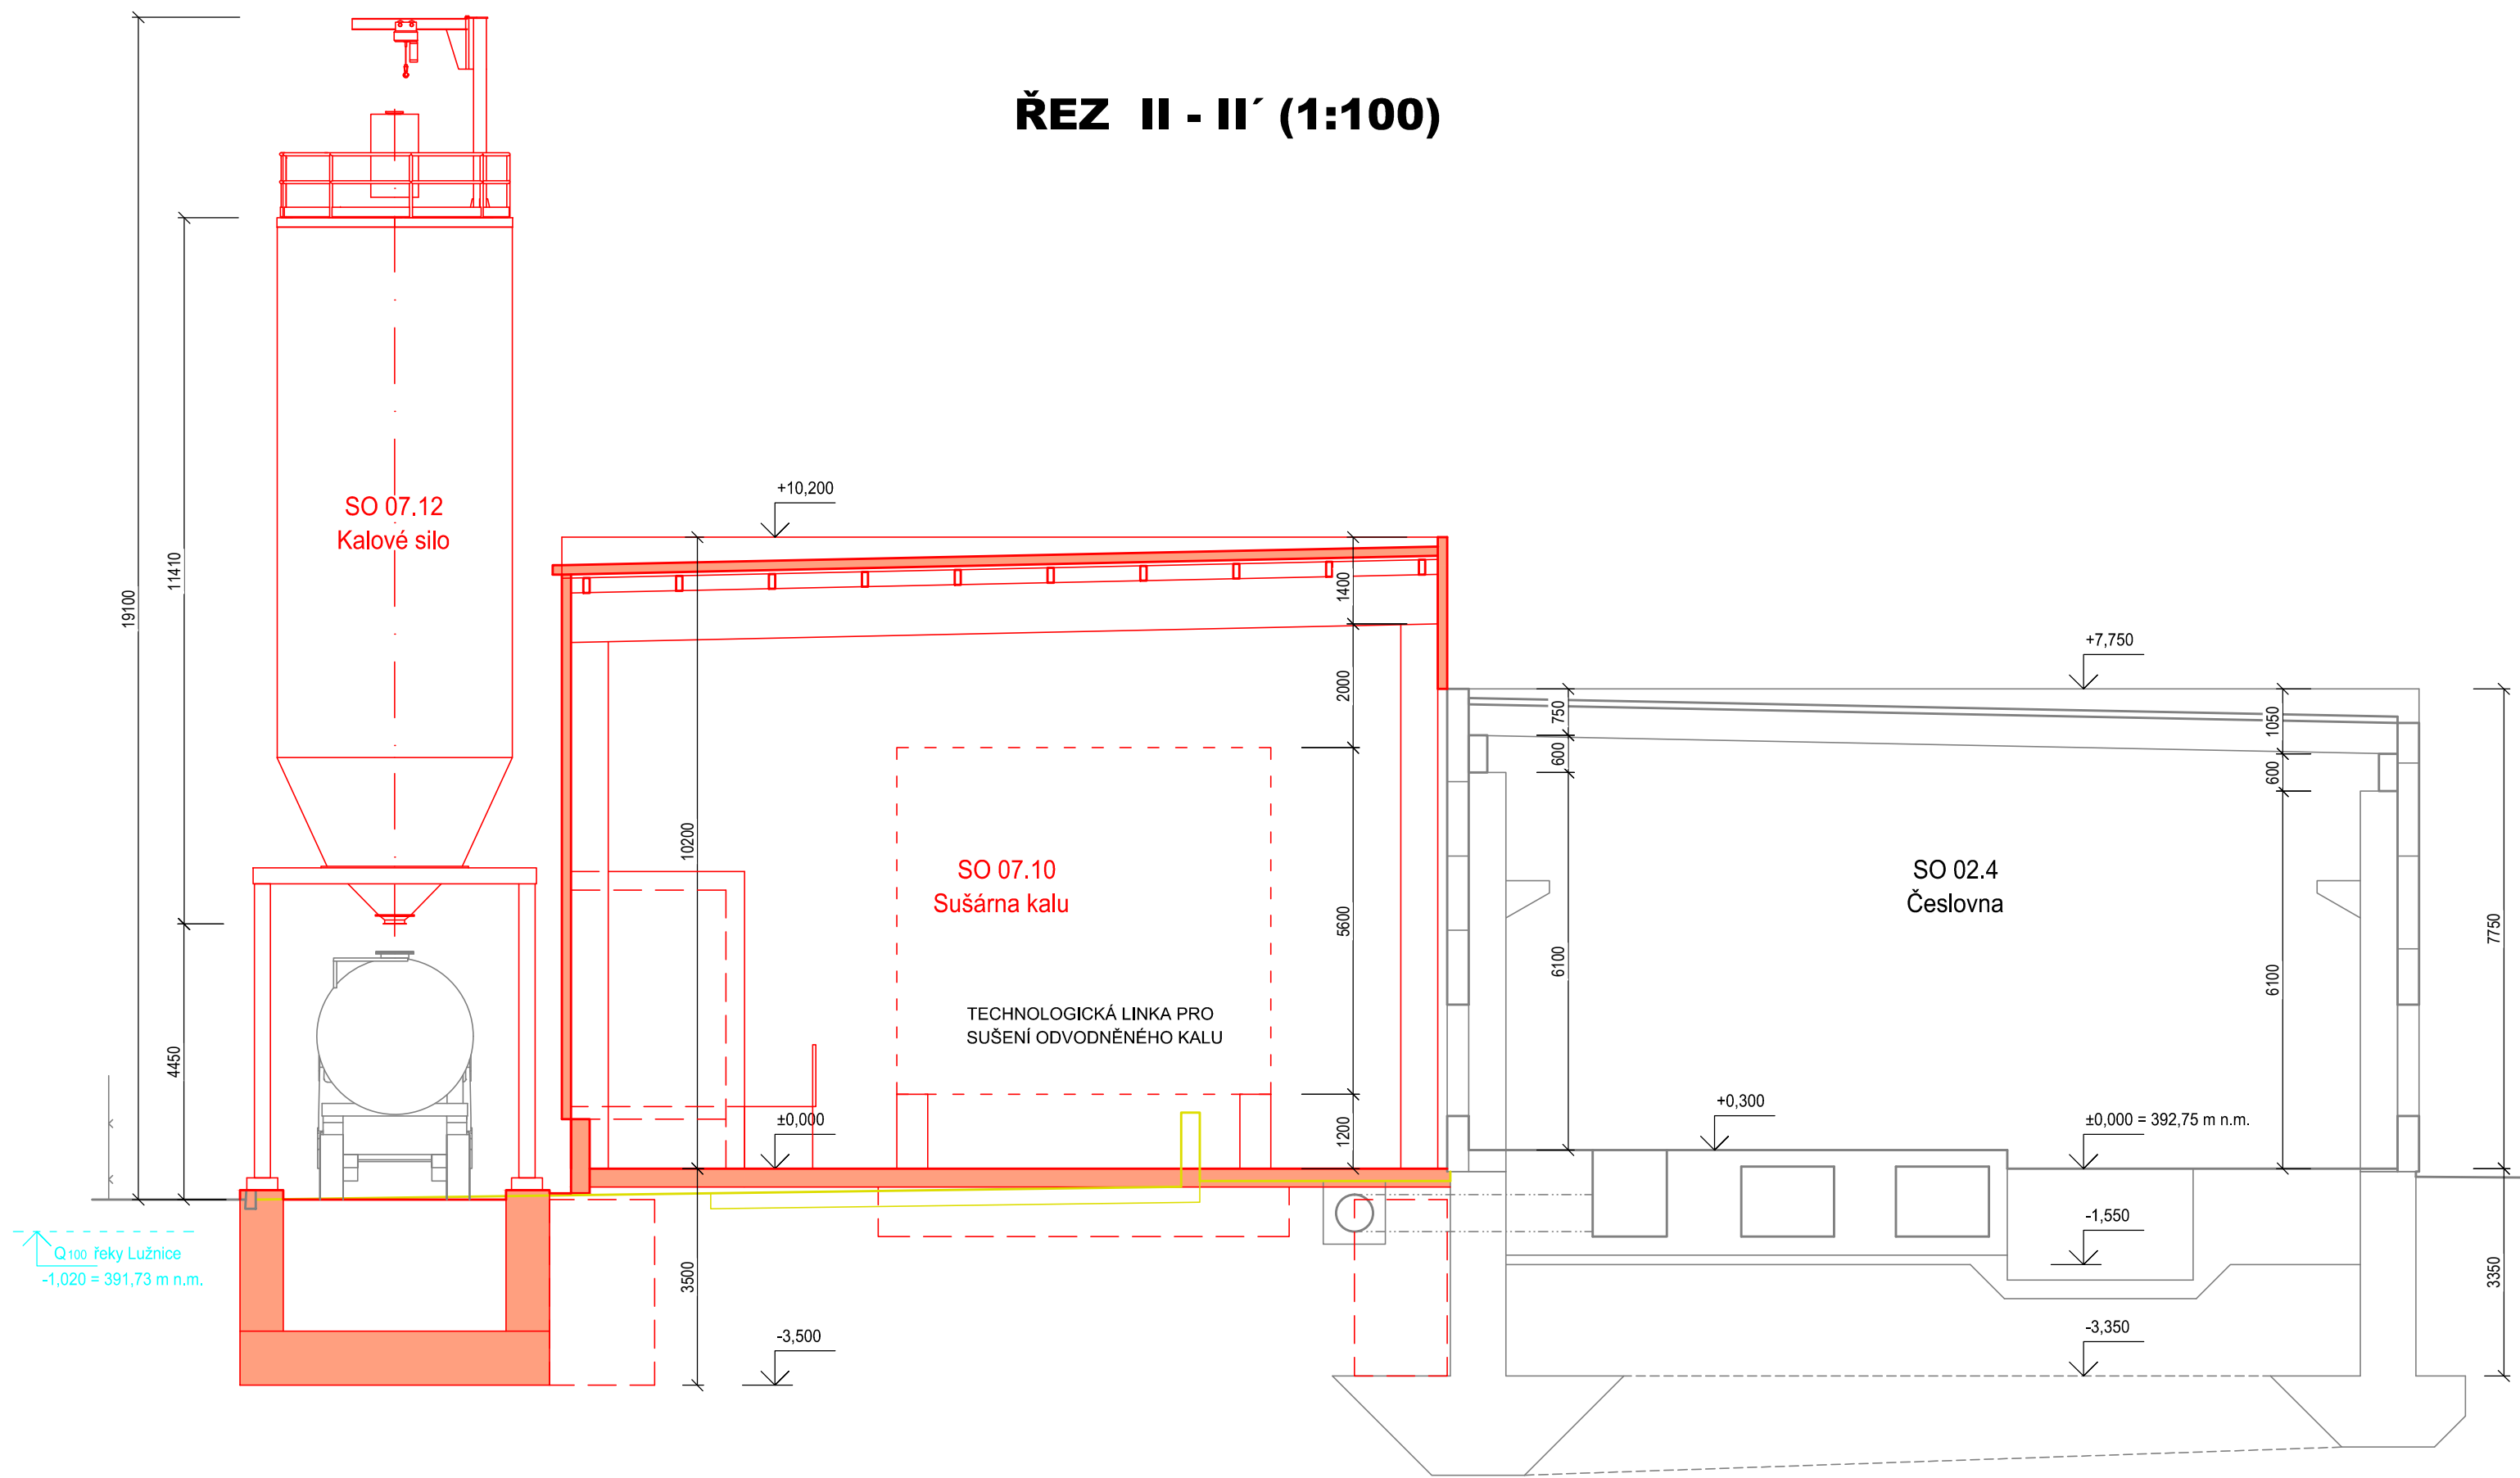 ŘEZ II - II´ (1:100)
19100
11410
4450
SO 07.12
Kalové silo
Q100 řeky Lužnice
-1,020 = 391,73 m n.m.
+10,200
10200
±0,000
3500
-3,500
SO 07.10
Sušárna kalu
TECHNOLOGICKÁ LINKA PRO
SUŠENÍ ODVODNĚNÉHO KALU
1400
2000
5600
1200
750
600
6100
+7,750
SO 02.4
Česlovna
+0,300
±0,000 = 392,75 m n.m.
-1,550
-3,350
1050
600
6100
7750
3350